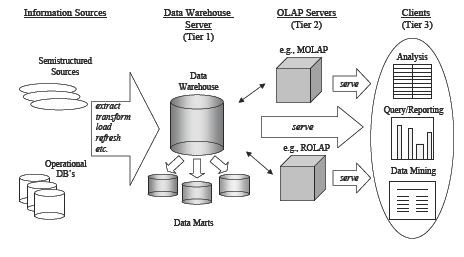 Information Sources
Data Warehouse
Server
(Tier 1)
OLAP Servers
(Tier 2)
Clients
(Tier 3)
Semistructured
Sources
Operational
DB's
extract
transform
load
refresh
etc.
Data
Warehouse
Data Marts
e.g., MOLAP
serve
serve
e.g., ROLAP
serve
Analysis
Query/Reporting
Data Mining